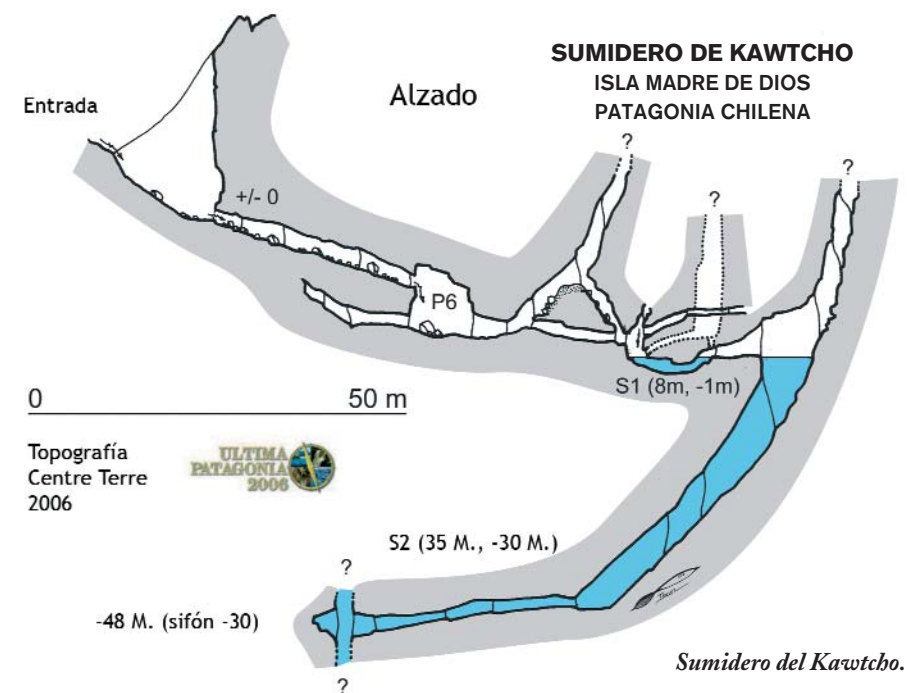 SUMIDERO DE KAWTCHO
ISLA MADRE DE DIOS
PATAGONIA CHILENA
Alzado
Entrada
?
?
?
+/- 0
P6
S1 (8m, -1m)
0 50 m
Topografía
Centre Terre
2006
ULTIMA
PATAGONIA
2006
S2 (35 M., -30 M.)
?
-48 M. (sifón -30)
?
Sumidero del Kawtcho.